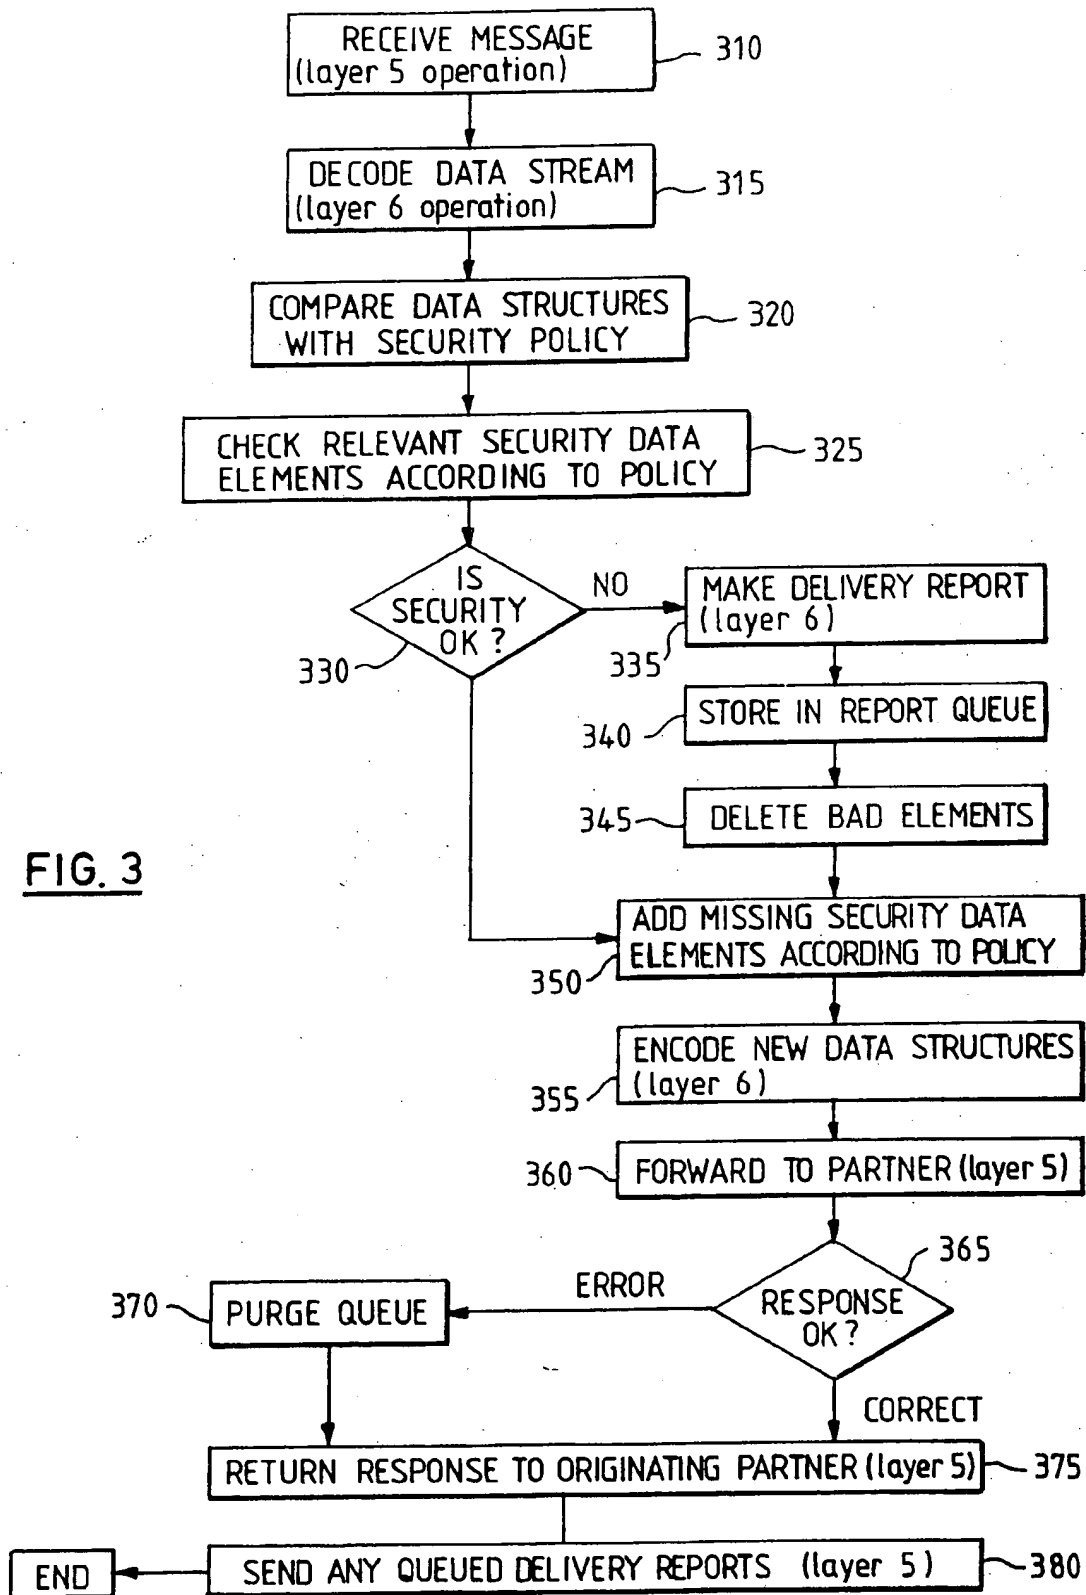 RECEIVE MESSAGE
(layer 5 operation)
310
DECODE DATA STREAM
(layer 6 operation)
315
COMPARE DATA STRUCTURES
WITH SECURITY POLICY
320
CHECK RELEVANT SECURITY DATA
ELEMENTS ACCORDING TO POLICY
325
IS
SECURITY
OK?
330
NO
MAKE DELIVERY REPORT
(layer 6)
335
STORE IN REPORT QUEUE
340
DELETE BAD ELEMENTS
345
FIG. 3
ADD MISSING SECURITY DATA
ELEMENTS ACCORDING TO POLICY
350
ENCODE NEW DATA STRUCTURES
(layer 6)
355
FORWARD TO PARTNER (layer 5)
360
365
RESPONSE
OK?
ERROR
370
PURGE QUEUE
CORRECT
RETURN RESPONSE TO ORIGINATING PARTNER (layer 5)
375
SEND ANY QUEUED DELIVERY REPORTS (layer 5)
380
END